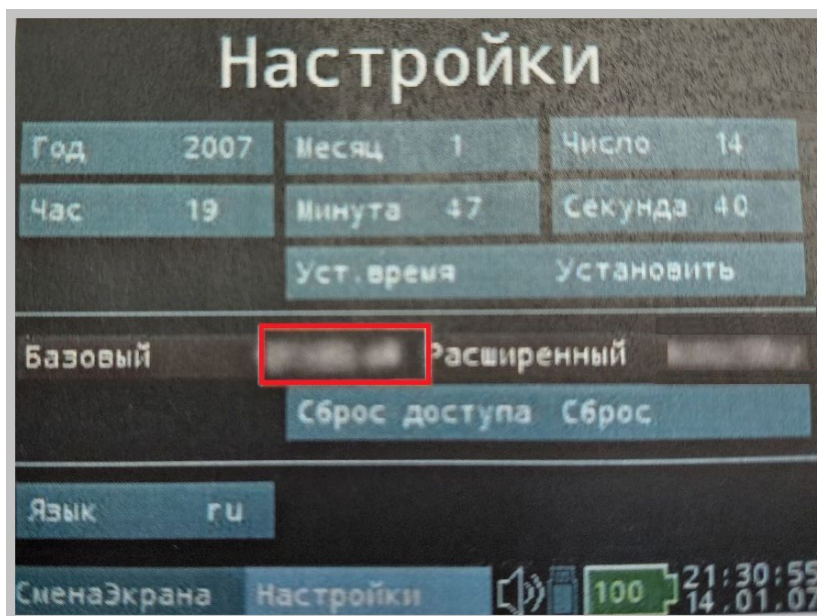 Настройки
Год 2007 Месяц 1 Число 14
Час 19 Минута 47 Секунда 40
Уст.время Установить
Базовый Расширенный
Сброс доступа Сброс
Язык ru
СменаЭкрана Настройки 100 21:30:55
14.01.07